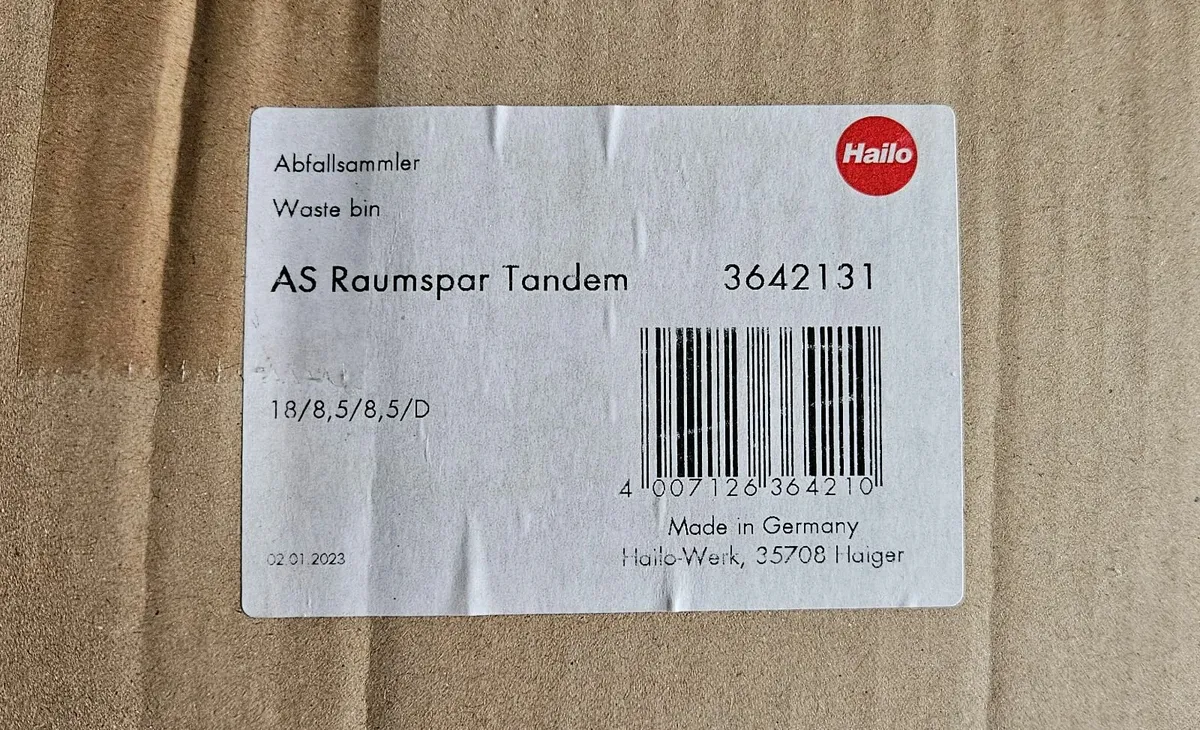 Hailo
Abfallsammler
Waste bin
AS Raumspar Tandem 3642131
18/8,5/8,5/D
4 007126 364210
Made in Germany
02.01.2023
Hailo-Werk, 35708 Haiger